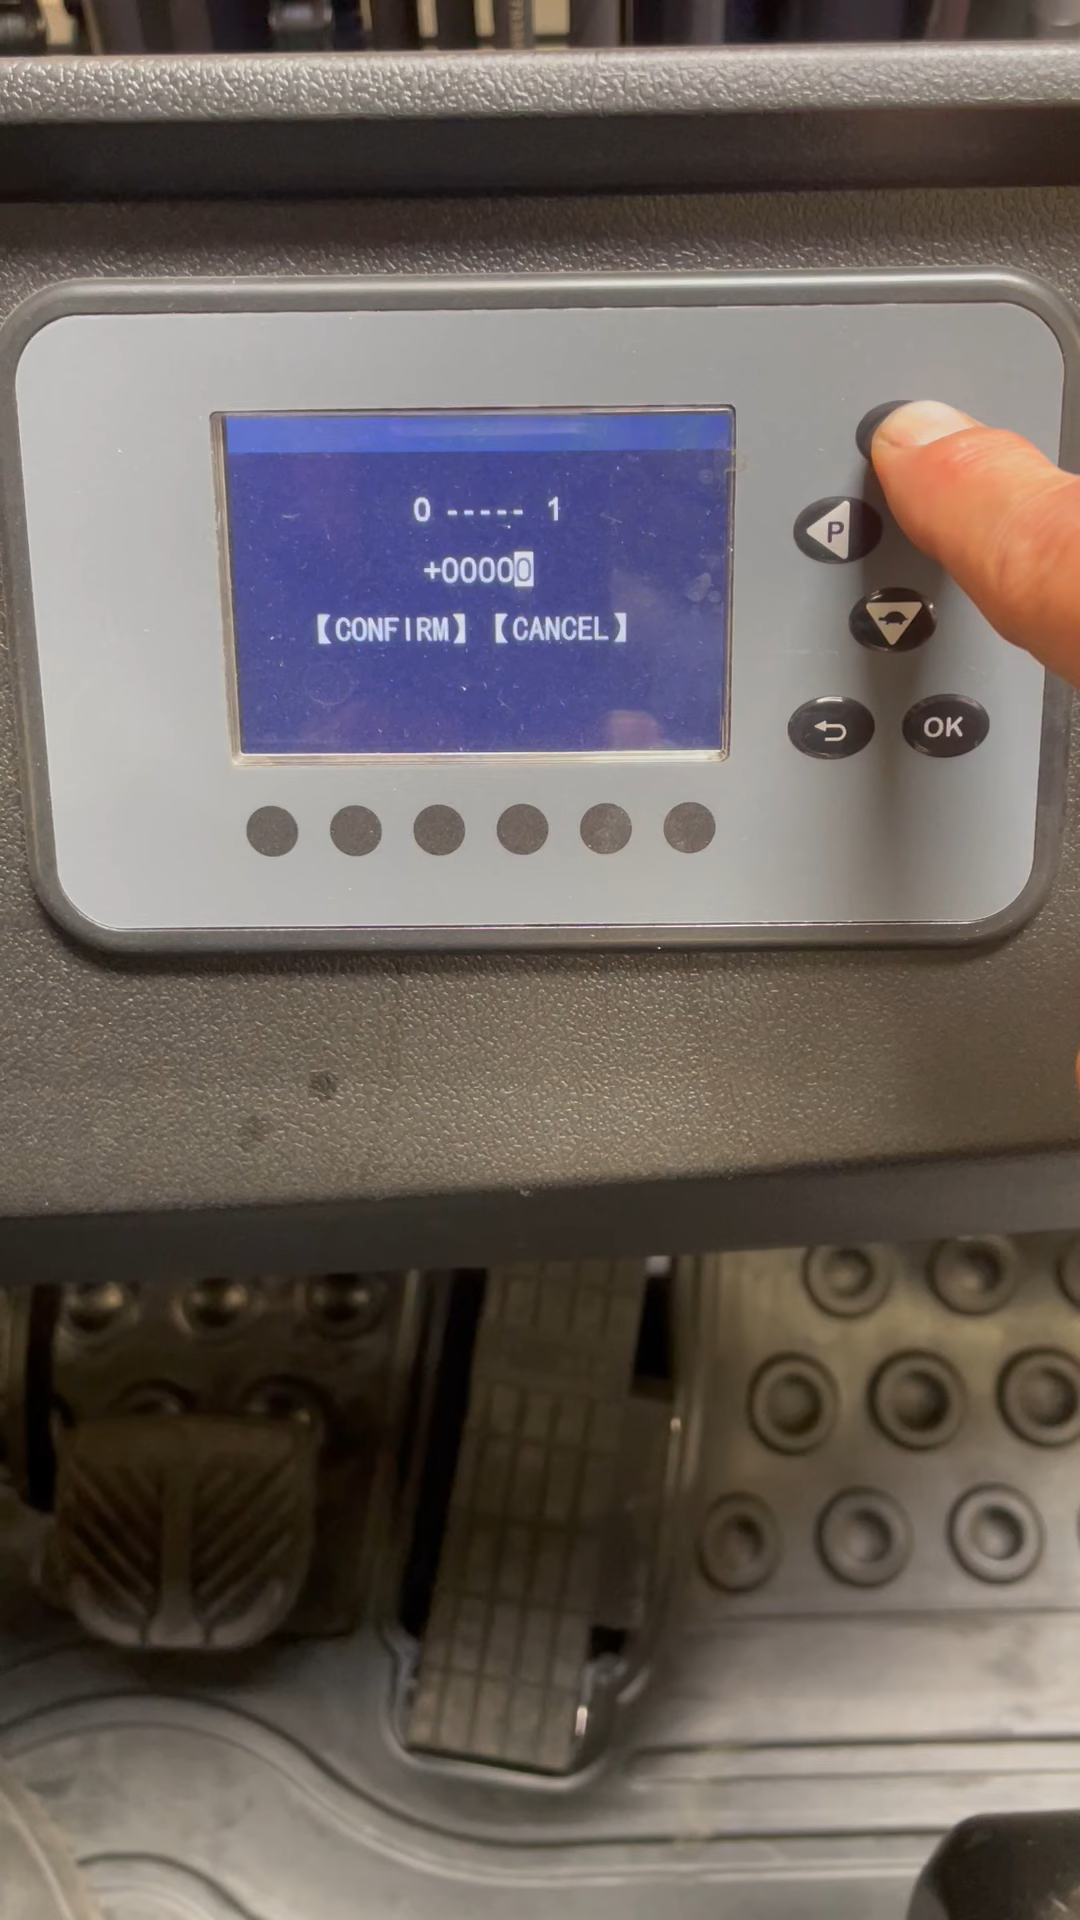 0 ----- 1
+00000
【CONFIRM】【CANCEL】
P
OK